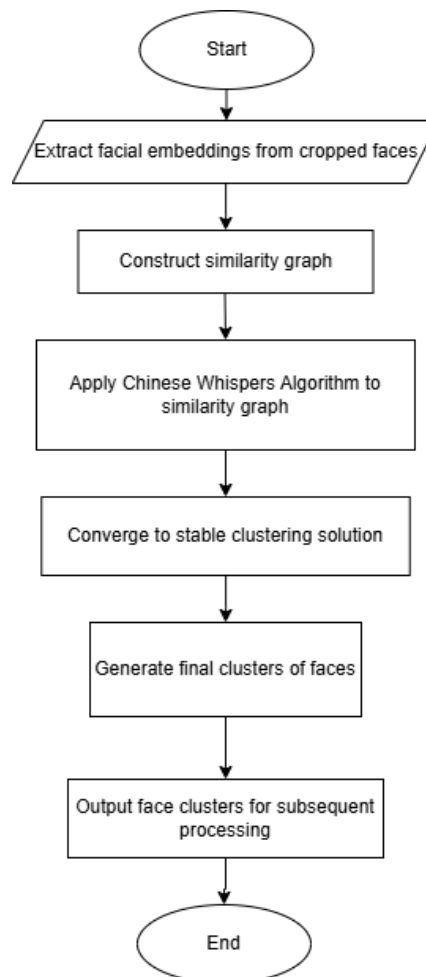 Start
Extract facial embeddings from cropped faces
Construct similarity graph
Apply Chinese Whispers Algorithm to
similarity graph
Converge to stable clustering solution
Generate final clusters of faces
Output face clusters for subsequent
processing
End